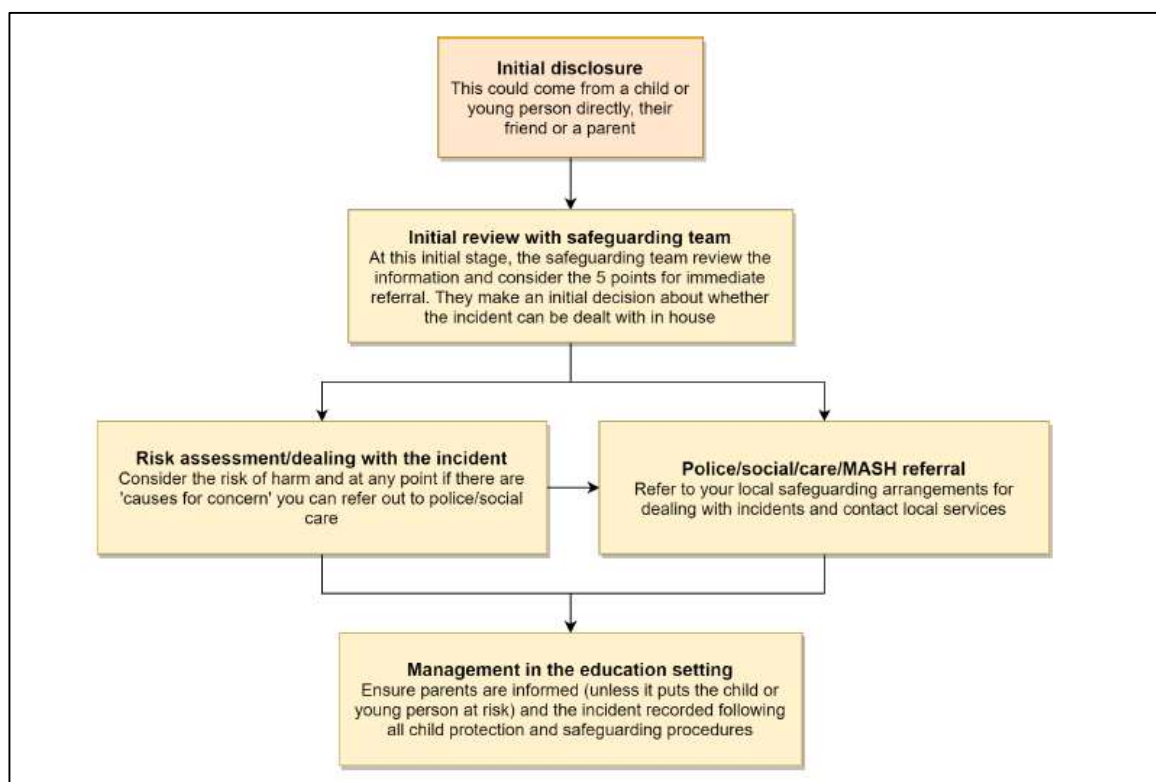 Initial disclosure
This could come from a child or
young person directly, their
friend or a parent
Initial review with safeguarding team
At this initial stage, the safeguarding team review the
information and consider the 5 points for immediate
referral. They make an initial decision about whether
the incident can be dealt with in house
Risk assessment/dealing with the incident
Consider the risk of harm and at any point if there are
'causes for concern' you can refer out to police/social
care
Police/social/care/MASH referral
Refer to your local safeguarding arrangements for
dealing with incidents and contact local services
Management in the education setting
Ensure parents are informed (unless it puts the child or
young person at risk) and the incident recorded following
all child protection and safeguarding procedures